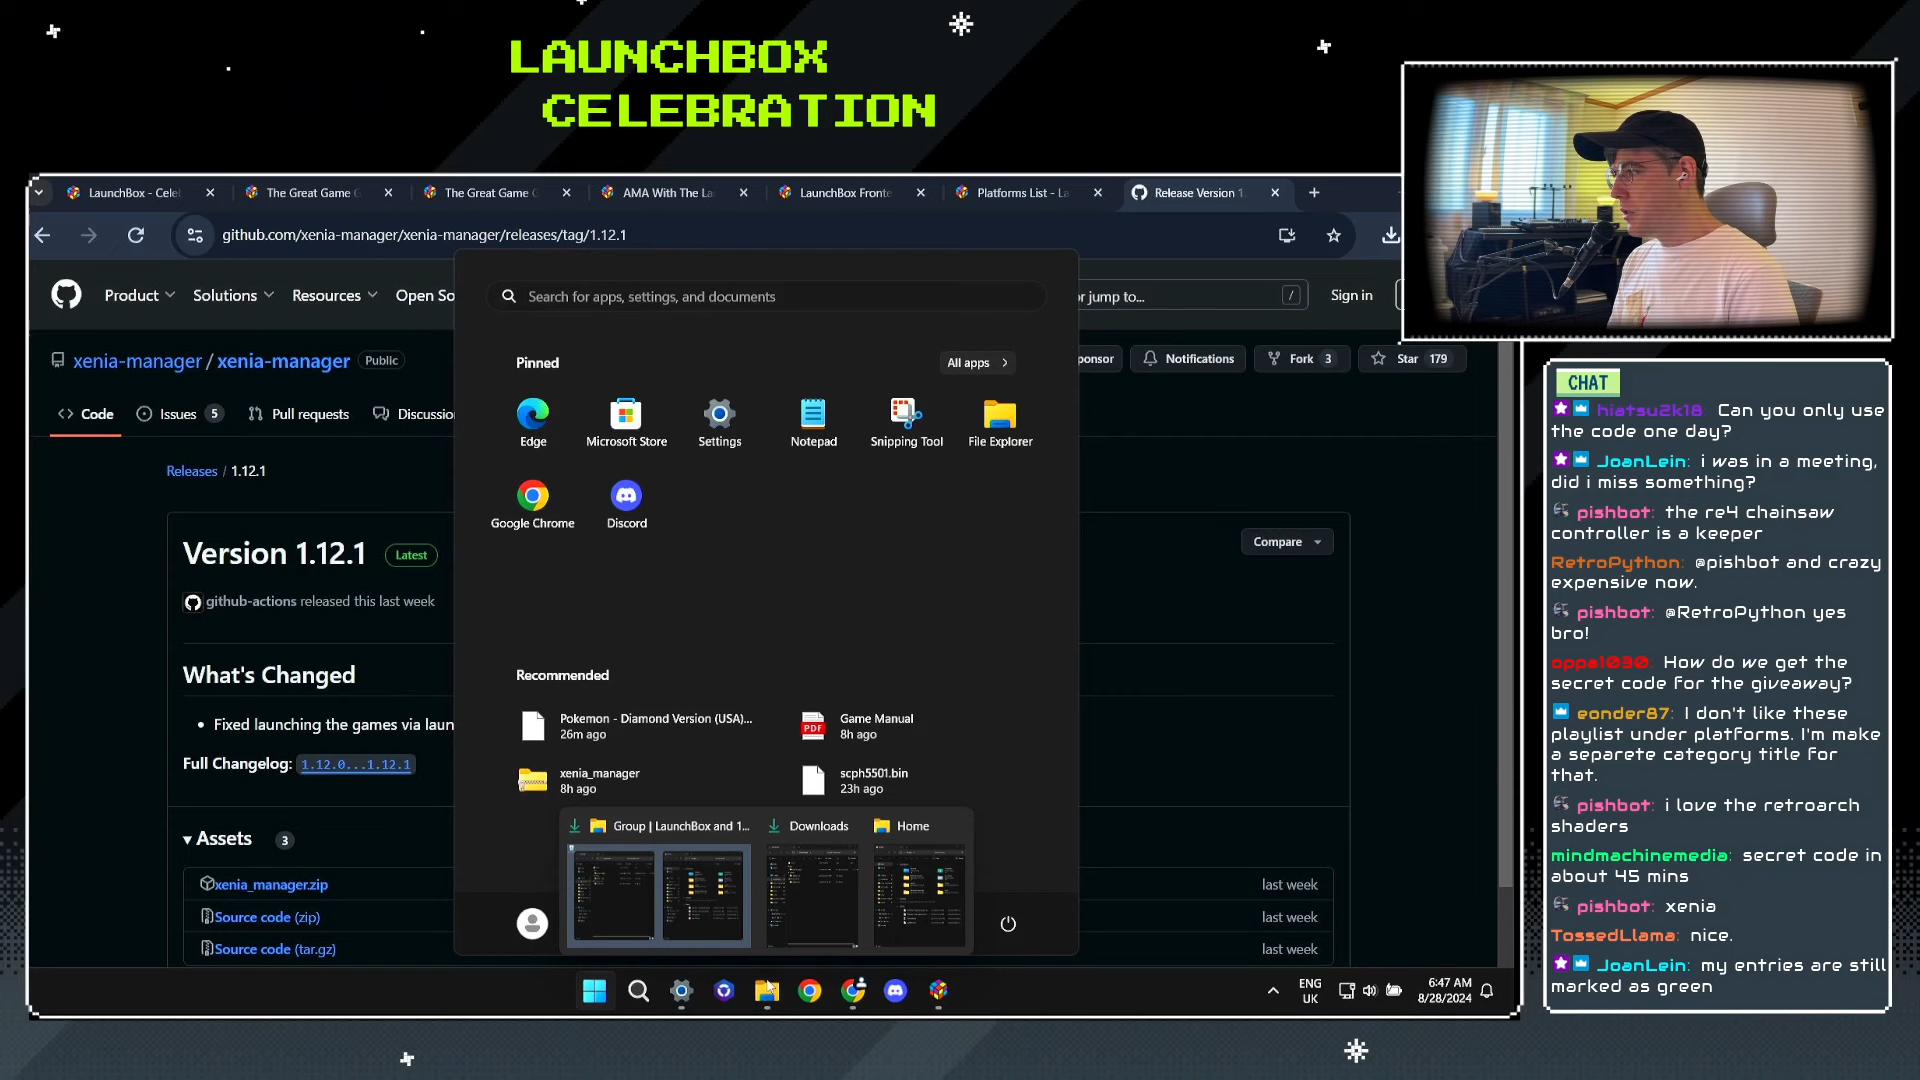 LAUNCHBOX
CELEBRATION
LaunchBox - Celel
The Great Game G
The Great Game G
AMA With The La
LaunchBox Fronte
Platforms List - La
Release Version 1.
github.com/xenia-manager/xenia-manager/releases/tag/1.12.1
Product
Solutions
Resources
Open So
r jump to...
/
Sign in
Search for apps, settings, and documents
xenia-manager / xenia-manager
Public
ponsor
Notifications
Fork 3
Star 179
Code
Issues 5
Pull requests
Discussio
Pinned
All apps
Edge
Microsoft Store
Settings
Notepad
Snipping Tool
File Explorer
Google Chrome
Discord
Releases / 1.12.1
Version 1.12.1
Latest
Compare
github-actions released this last week
What's Changed
Fixed launching the games via laun
Full Changelog: 1.12.0...1.12.1
Recommended
Pokemon - Diamond Version (USA)...
26m ago
Game Manual
8h ago
PDF
xenia_manager
8h ago
scph5501.bin
23h ago
Group | LaunchBox and 1...
Downloads
Home
Assets 3
xenia_manager.zip
last week
Source code (zip)
last week
Source code (tar.gz)
last week
ENG
UK
6:47 AM
8/28/2024
CHAT
hiatsu2k18 Can you only use
the code one day?
JoanLein: i was in a meeting,
did i miss something?
pishbot: the re4 chainsaw
controller is a keeper
RetroPython: @pishbot and crazy
expensive now.
pishbot: @RetroPython yes
bro!
oppa1030: How do we get the
secret code for the giveaway?
eonder87: I don't like these
playlist under platforms. I'm make
a separete category title for
that.
pishbot: i love the retroarch
shaders
mindmachinemedia: secret code in
about 45 mins
pishbot: xenia
TossedLlama: nice.
JoanLein: my entries are still
marked as green